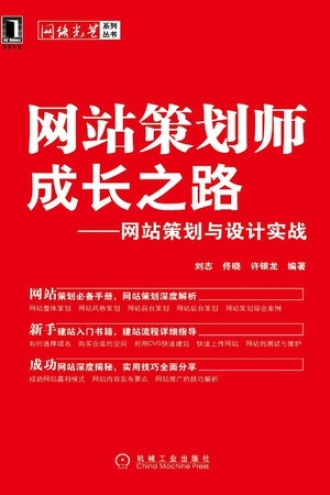 网络光芒 系列丛书
网站策划师
成长之路
——网站策划与设计实战
刘志 佟晓 许银龙 编著
网站策划必备手册,网站策划深度解析
网站整体策划 网站风格策划 网站前台策划 网站后台策划 网站策划综合案例
新手建站入门书籍,建站流程详细指导
如何选择域名 购买合适的空间 利用CMS快速建站 快速上传网站 网站的测试与维护
成功网站深度揭秘,实用技巧全面分享
成功网站赢利模式 网站内容发布要点 网站推广的技巧解析
机械工业出版社
China Machine Press